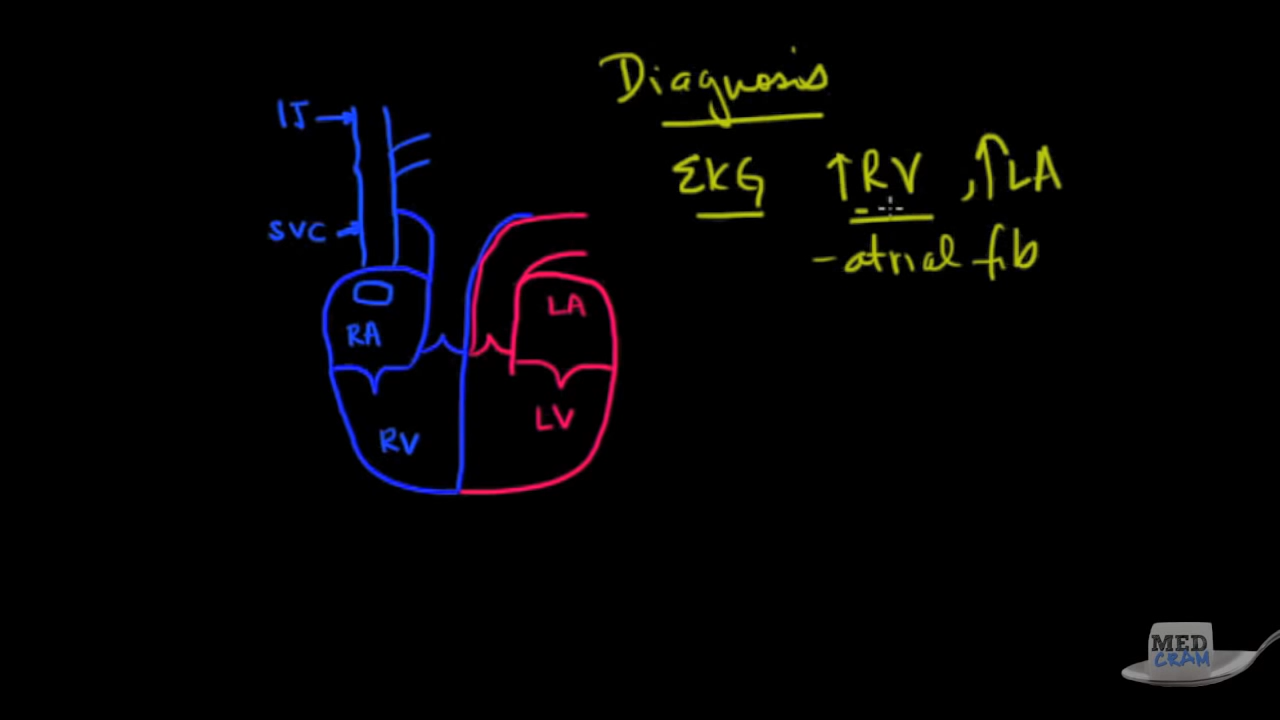 Diagnosis
IJ
EKG ↑RV, ↑LA
SVC
-atrial fib
LA
RA
LV
RV
MED
CRAM